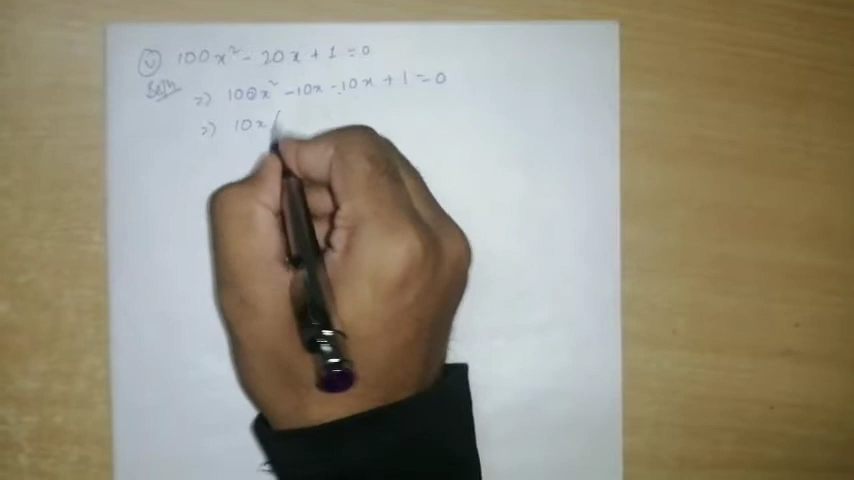 (v) 100x² - 20x + 1 = 0
Soln
=> 100x² - 10x - 10x + 1 = 0
=> 10x (